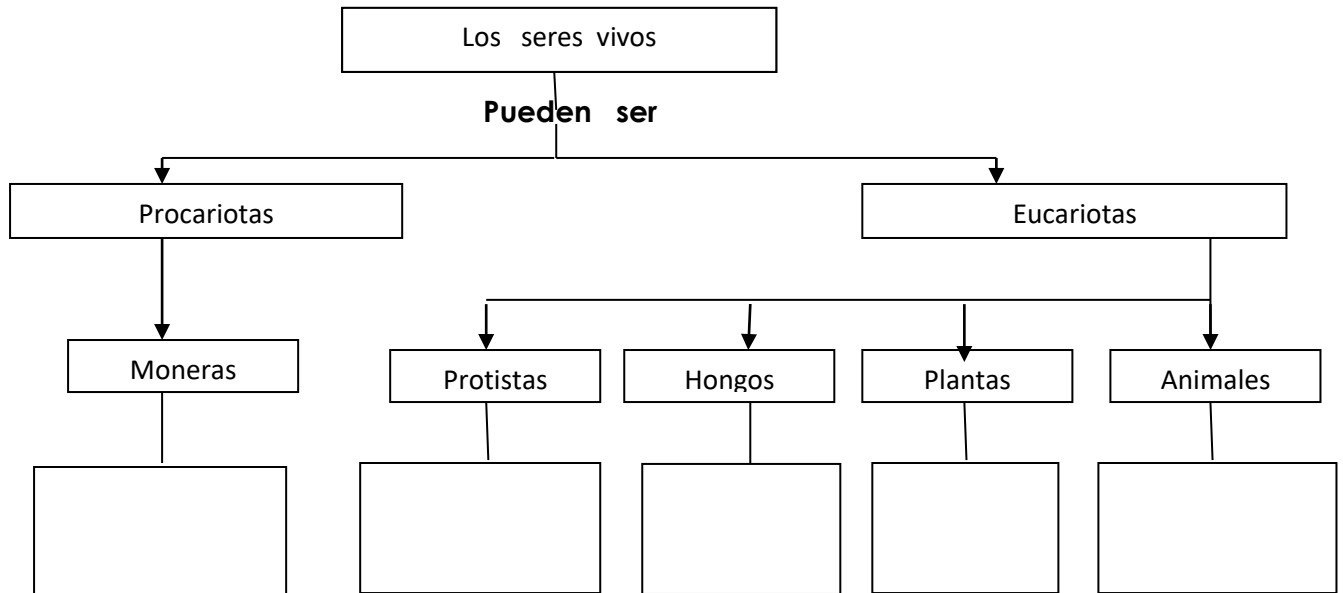 Los seres vivos
Pueden ser
Procariotas
Eucariotas
Moneras
Protistas
Hongos
Plantas
Animales